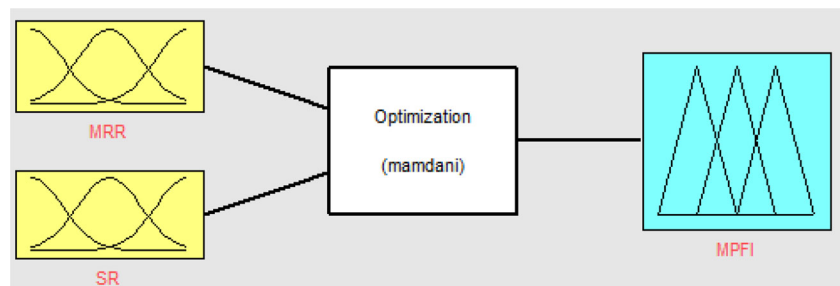 MRR
Optimization
(mamdani)
SR
MPFI